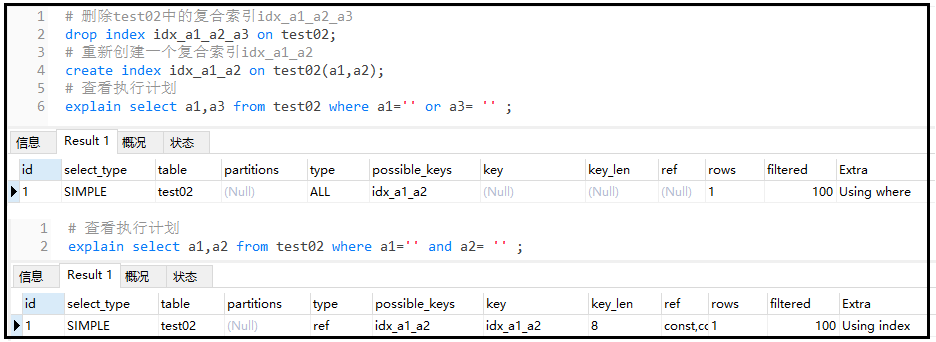 1 # 删除test02中的复合索引idx_a1_a2_a3
2 drop index idx_a1_a2_a3 on test02;
3 # 重新创建一个复合索引idx_a1_a2
4 create index idx_a1_a2 on test02(a1,a2);
5 # 查看执行计划
6 explain select a1,a3 from test02 where a1='' or a3= '' ;
信息 Result 1 概况 状态
id select_type table partitions type possible_keys key key_len ref rows filtered Extra
1 SIMPLE test02 (Null) ALL idx_a1_a2 (Null) (Null) (Null) 1 100 Using where
1 # 查看执行计划
2 explain select a1,a2 from test02 where a1='' and a2= '' ;
信息 Result 1 概况 状态
id select_type table partitions type possible_keys key key_len ref rows filtered Extra
1 SIMPLE test02 (Null) ref idx_a1_a2 idx_a1_a2 8 const,cc 1 100 Using index